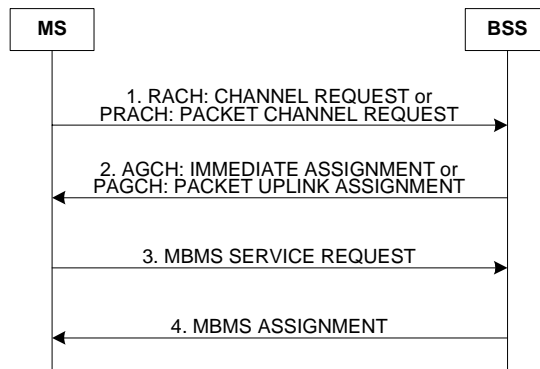 MS
BSS
1. RACH: CHANNEL REQUEST or
PRACH: PACKET CHANNEL REQUEST
2. AGCH: IMMEDIATE ASSIGNMENT or
PAGCH: PACKET UPLINK ASSIGNMENT
3. MBMS SERVICE REQUEST
4. MBMS ASSIGNMENT